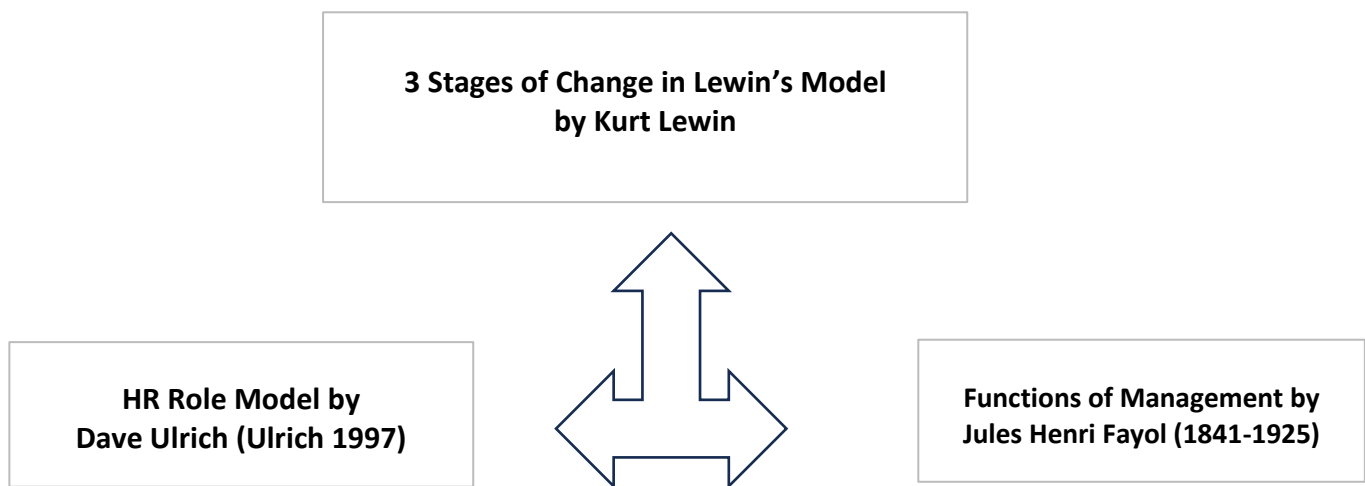 3 Stages of Change in Lewin’s Model
by Kurt Lewin
HR Role Model by
Dave Ulrich (Ulrich 1997)
Functions of Management by
Jules Henri Fayol (1841-1925)